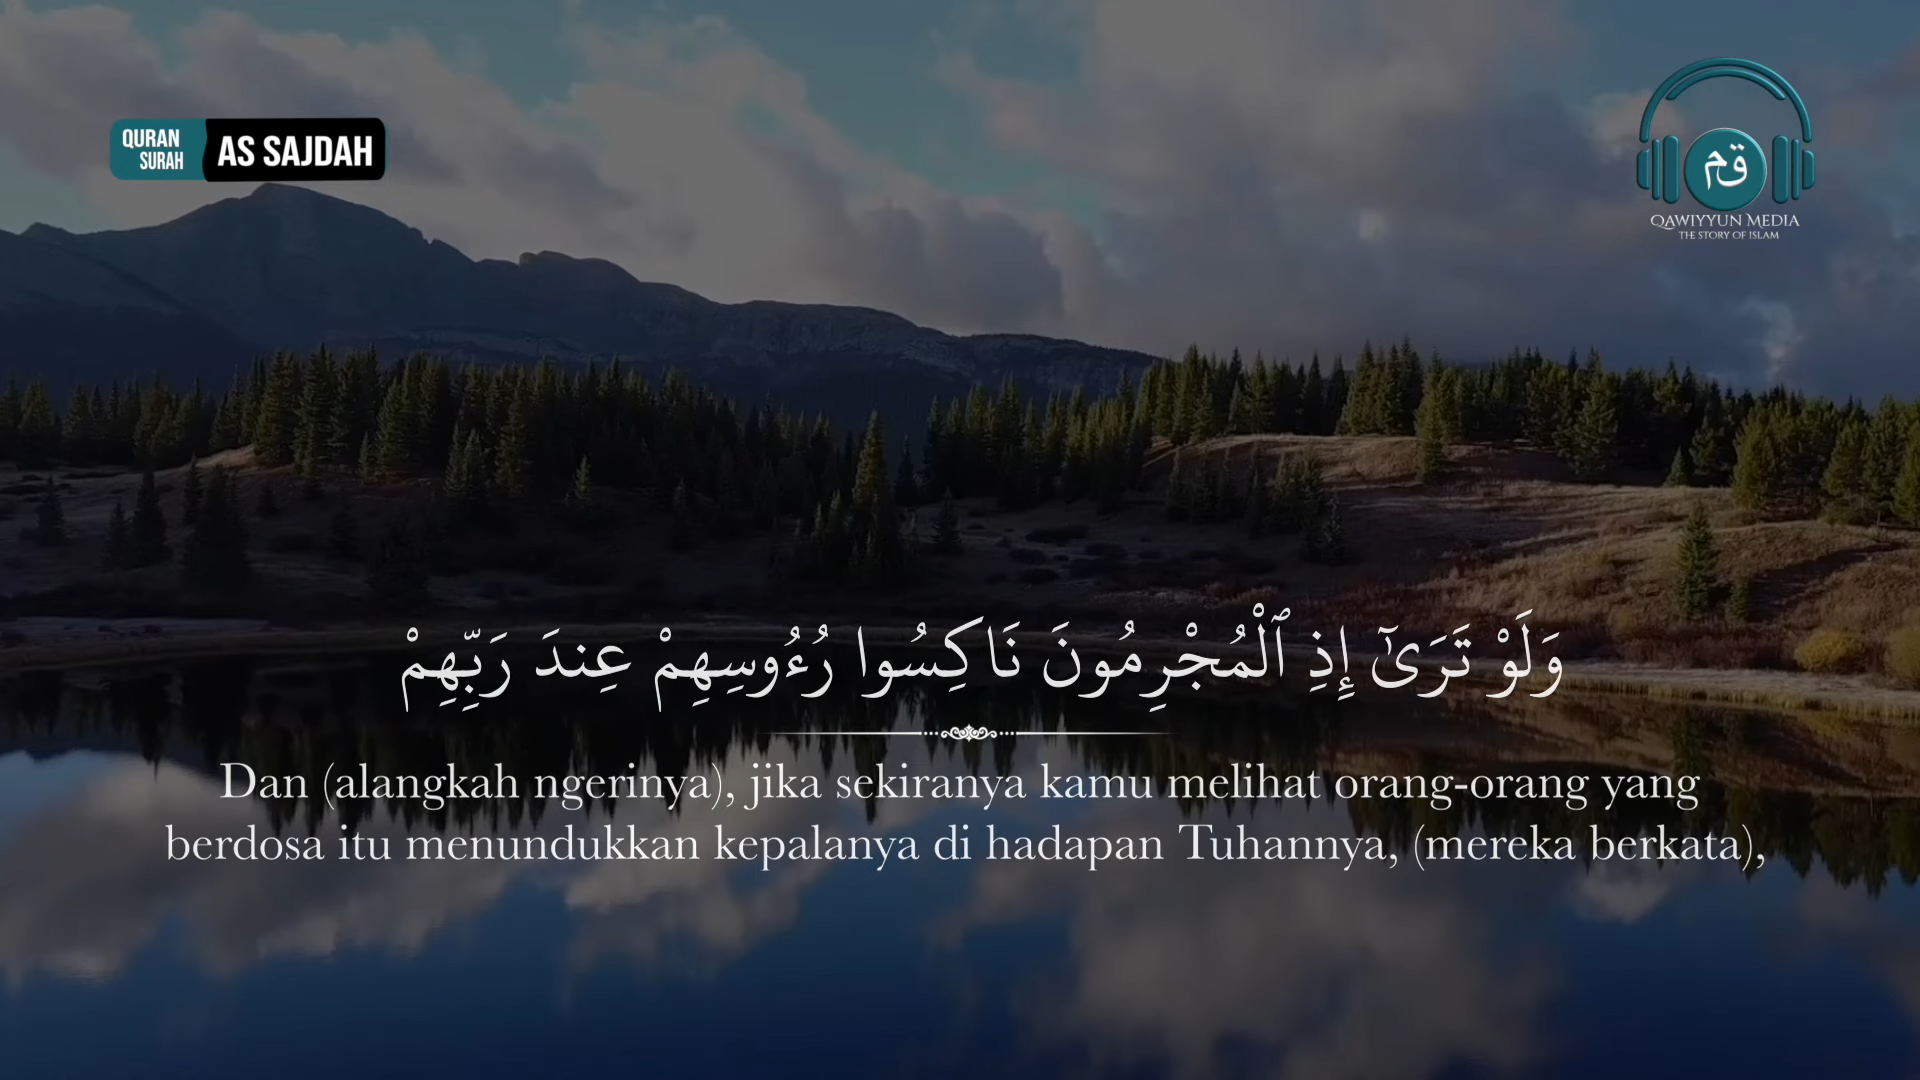 QURAN
SURAH
AS SAJDAH
قم
QAWIYYUN MEDIA
THE STORY OF ISLAM
وَلَوْ تَرَىٰٓ إِذِ ٱلْمُجْرِمُونَ نَاكِسُوا رُءُوسِهِمْ عِندَ رَبِّهِمْ
Dan (alangkah ngerinya), jika sekiranya kamu melihat orang-orang yang
berdosa itu menundukkan kepalanya di hadapan Tuhannya, (mereka berkata),